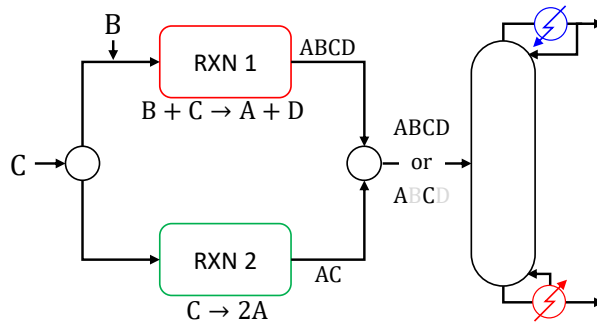 B
RXN 1
ABCD
B + C → A + D
C
ABCD
or
ABCD
RXN 2
AC
C → 2A